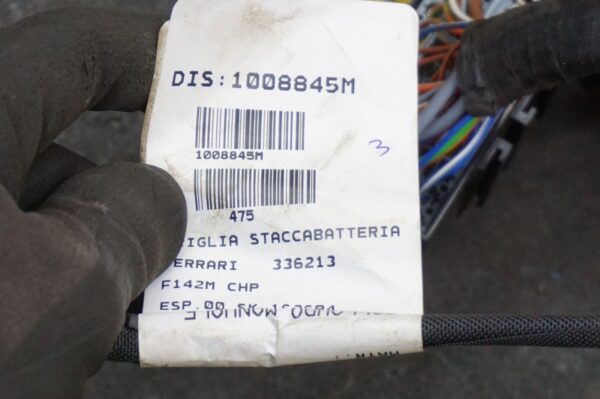 DIS:1008845M
3
1008845M
475
IGLIA STACCABATTERIA
ERRARI 336213
F142M CHP
ESP.00